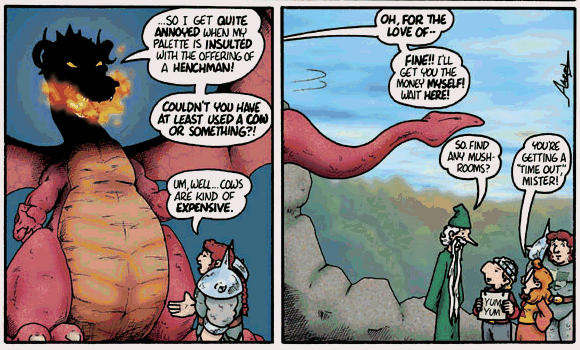 ...SO I GET QUITE
ANNOYED WHEN MY
PALETTE IS INSULTED
WITH THE OFFERING OF
A HENCHMAN!
COULDN'T YOU HAVE
AT LEAST USED A COW
OR SOMETHING?!
UM, WELL... COWS
ARE KIND OF
EXPENSIVE.
OH, FOR THE
LOVE OF--
FINE!! I'LL
GET YOU THE
MONEY MYSELF!
WAIT HERE!
SO. FIND
ANY MUSH-
ROOMS?
YOU'RE
GETTING A
"TIME OUT,"
MISTER!
YUM
YUM